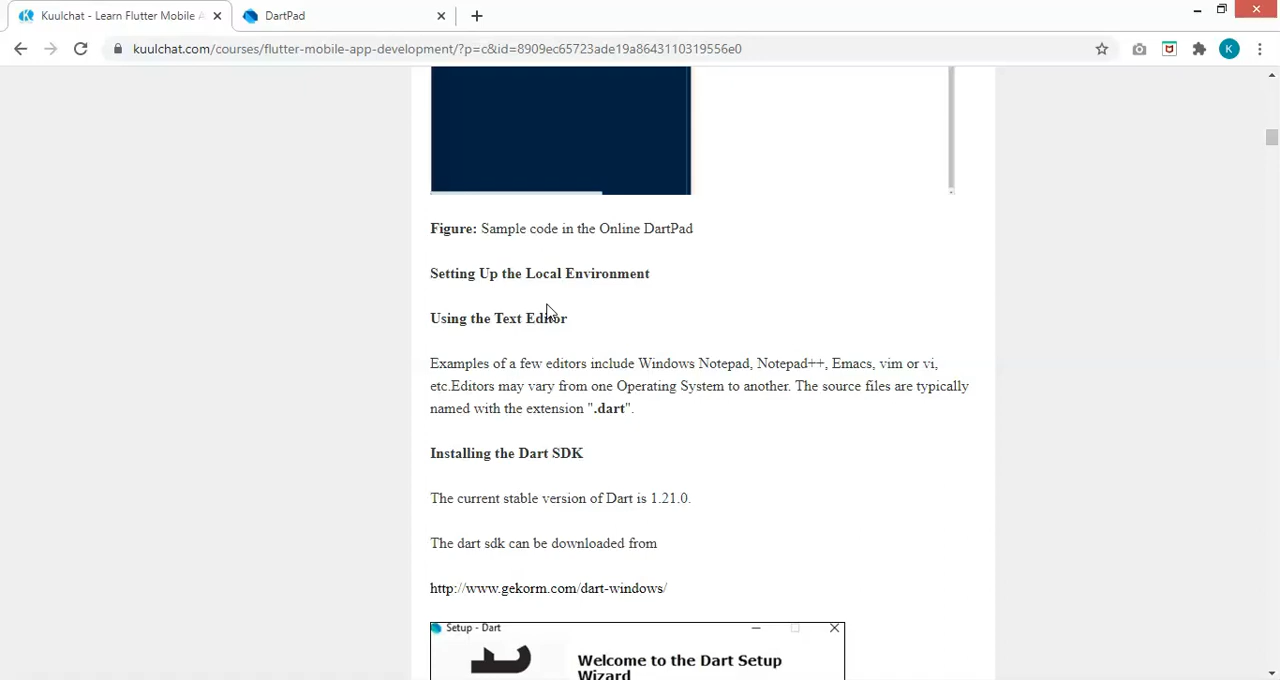 Kuulchat - Learn Flutter Mobile A
DartPad
kuulchat.com/courses/flutter-mobile-app-development/?p=c&id=8909ec65723ade19a8643110319556e0
K
Figure: Sample code in the Online DartPad
Setting Up the Local Environment
Using the Text Editor
Examples of a few editors include Windows Notepad, Notepad++, Emacs, vim or vi,
etc.Editors may vary from one Operating System to another. The source files are typically
named with the extension ".dart".
Installing the Dart SDK
The current stable version of Dart is 1.21.0.
The dart sdk can be downloaded from
http://www.gekorm.com/dart-windows/
Setup - Dart
Welcome to the Dart Setup
Wizard